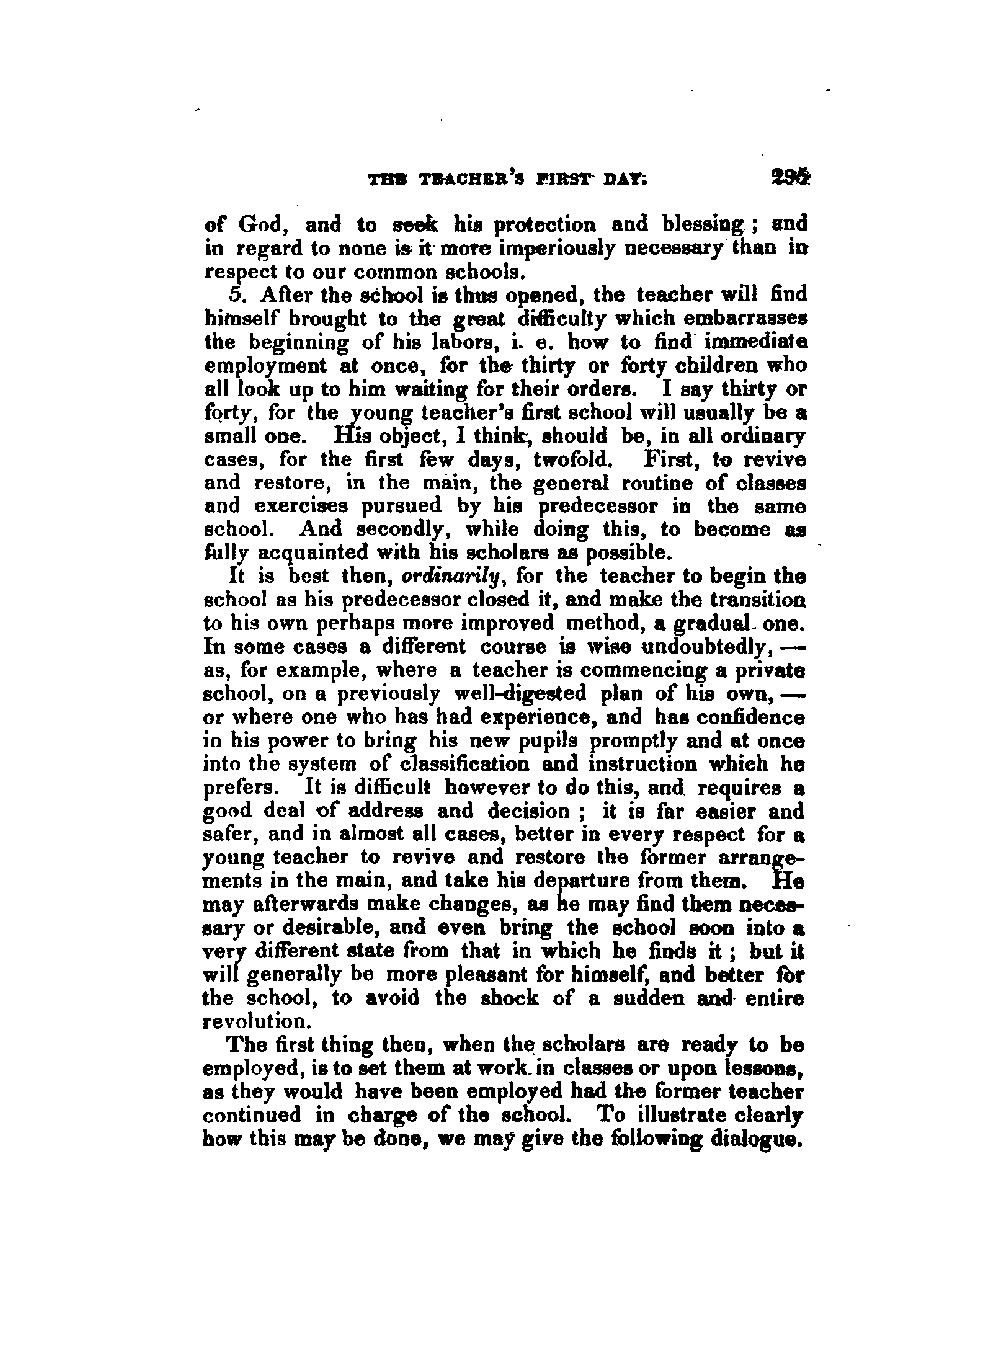 THE TEACHER'S FIRST DAY. 295
of God, and to seek his protection and blessing ; and
in regard to none is it more imperiously necessary than in
respect to our common schools.
5. After the school is thus opened, the teacher will find
himself brought to the great difficulty which embarrasses
the beginning of his labors, i. e. how to find immediate
employment at once, for the thirty or forty children who
all look up to him waiting for their orders. I say thirty or
forty, for the young teacher's first school will usually be a
small one. His object, I think, should be, in all ordinary
cases, for the first few days, twofold. First, to revive
and restore, in the main, the general routine of classes
and exercises pursued by his predecessor in the same
school. And secondly, while doing this, to become as
fully acquainted with his scholars as possible.
It is best then, ordinarily, for the teacher to begin the
school as his predecessor closed it, and make the transition
to his own perhaps more improved method, a gradual one.
In some cases a different course is wise undoubtedly, —
as, for example, where a teacher is commencing a private
school, on a previously well-digested plan of his own, —
or where one who has had experience, and has confidence
in his power to bring his new pupils promptly and at once
into the system of classification and instruction which he
prefers. It is difficult however to do this, and requires a
good deal of address and decision ; it is far easier and
safer, and in almost all cases, better in every respect for a
young teacher to revive and restore the former arrange-
ments in the main, and take his departure from them. He
may afterwards make changes, as he may find them neces-
sary or desirable, and even bring the school soon into a
very different state from that in which he finds it ; but it
will generally be more pleasant for himself, and better for
the school, to avoid the shock of a sudden and entire
revolution.
The first thing then, when the scholars are ready to be
employed, is to set them at work in classes or upon lessons,
as they would have been employed had the former teacher
continued in charge of the school. To illustrate clearly
how this may be done, we may give the following dialogue.